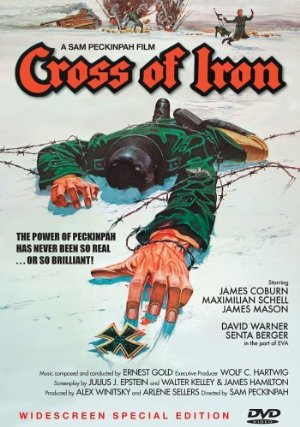 A SAM PECKINPAH FILM
Cross of Iron
THE POWER OF PECKINPAH
HAS NEVER BEEN SO REAL
...OR SO BRILLIANT!
Starring
JAMES COBURN
MAXIMILIAN SCHELL
JAMES MASON
DAVID WARNER
SENTA BERGER
in the part of EVA
Music composed and conducted by ERNEST GOLD Executive Producer WOLF C. HARTWIG
Screenplay by JULIUS J. EPSTEIN and WALTER KELLEY & JAMES HAMILTON
Produced by ALEX WINITSKY and ARLENE SELLERS Directed by SAM PECKINPAH
WIDESCREEN SPECIAL EDITION
DVD
VIDEO